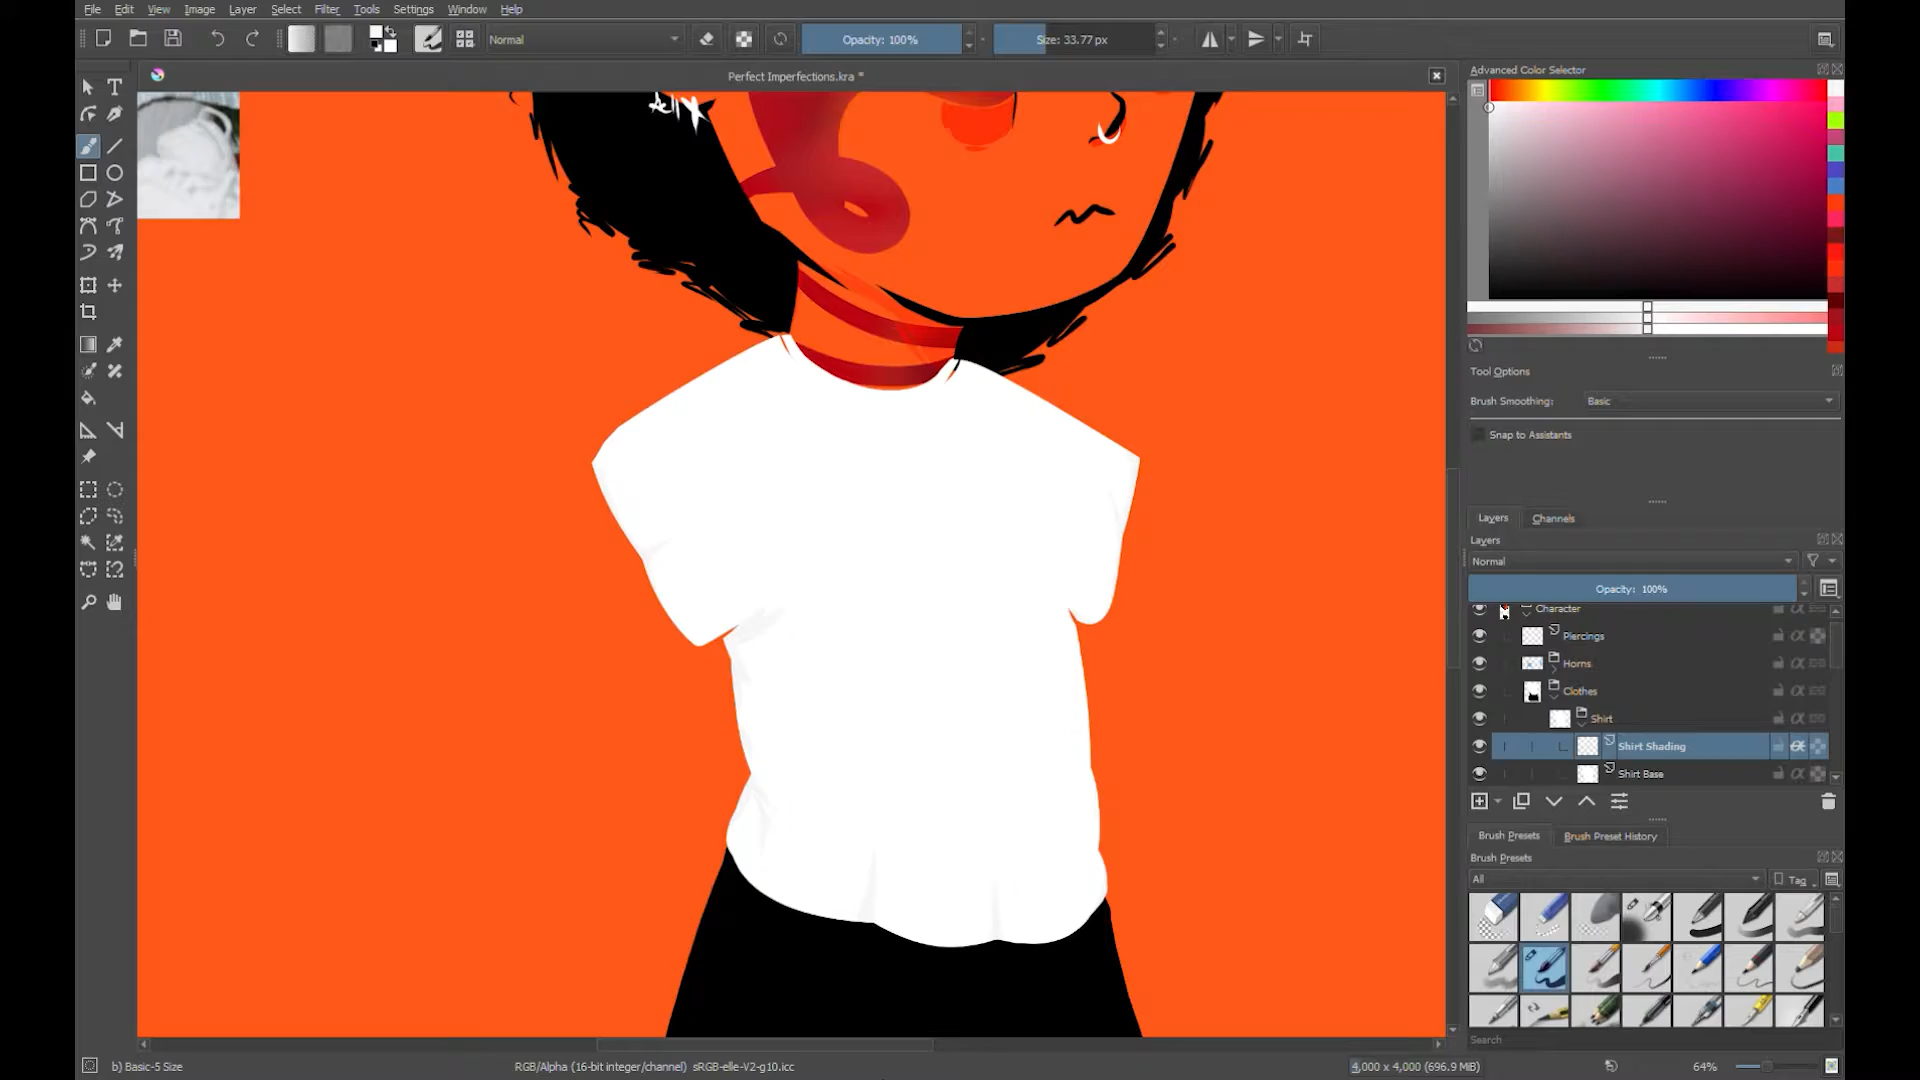 File Edit View Image Layer Select Filter Tools Settings Window Help
Normal Opacity: 100% Size: 33.77 px
Perfect Imperfections.kra *
Advanced Color Selector
Tool Options
Brush Smoothing: Basic
Snap to Assistants
Layers Channels
Layers
Normal
Opacity: 100%
Character
Piercings
Horns
Clothes
Shirt
Shirt Shading
Shirt Base
Brush Presets Brush Preset History
Brush Presets
All Tag
Search
b) Basic-5 Size RGB/Alpha (16-bit integer/channel) sRGB-elle-V2-g10.icc 4,000 x 4,000 (696.9 MiB) 64%